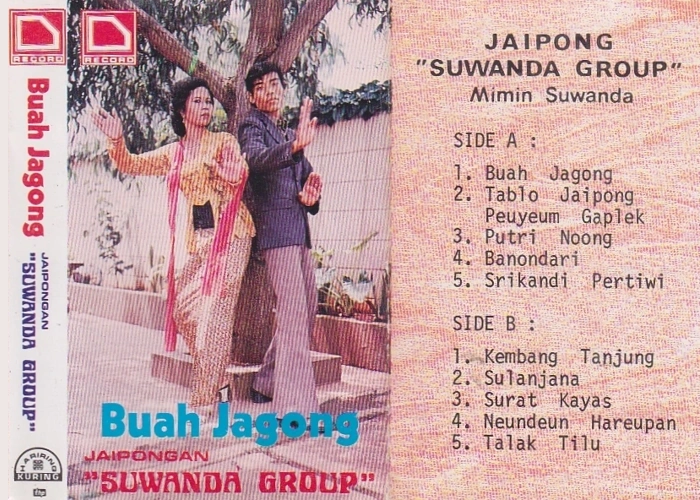 RECORD
Buah Jagong
JAIPONGAN
"SUWANDA GROUP"
HARIRING
KURING
RECORD
Buah Jagong
JAIPONGAN
"SUWANDA GROUP"
JAIPONG
"SUWANDA GROUP"
Mimin Suwanda
SIDE A :
1. Buah Jagong
2. Tablo Jaipong
Peuyeum Gaplek
3. Putri Noong
4. Banondari
5. Srikandi Pertiwi
SIDE B :
1. Kembang Tanjung
2. Sulanjana
3. Surat Kayas
4. Neundeun Hareupan
5. Talak Tilu